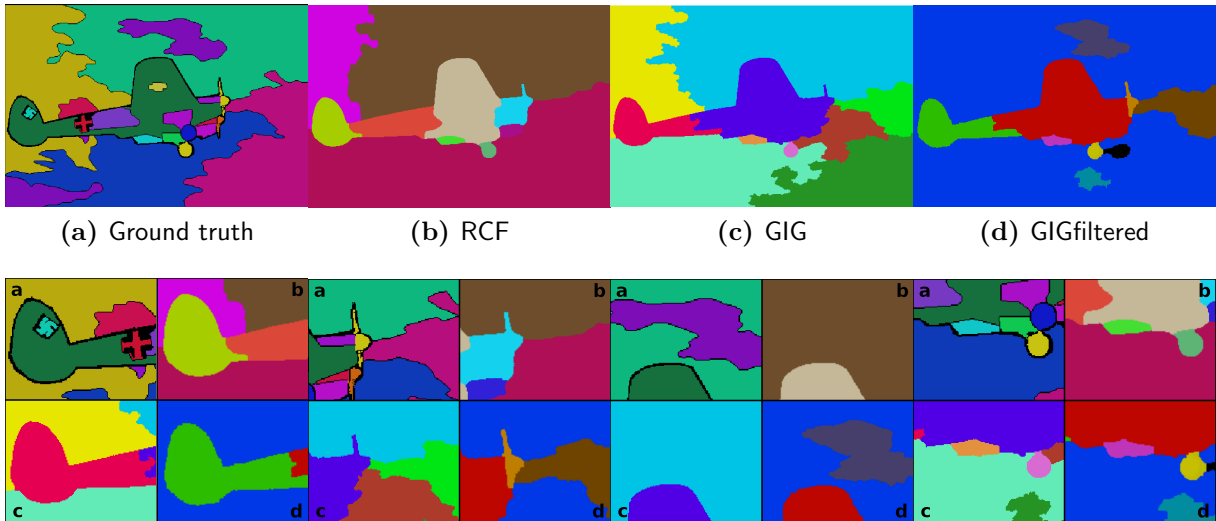 (a) Ground truth (b) RCF (c) GIG (d) GIGfiltered
a b a b a b a b
c d c d c d c d